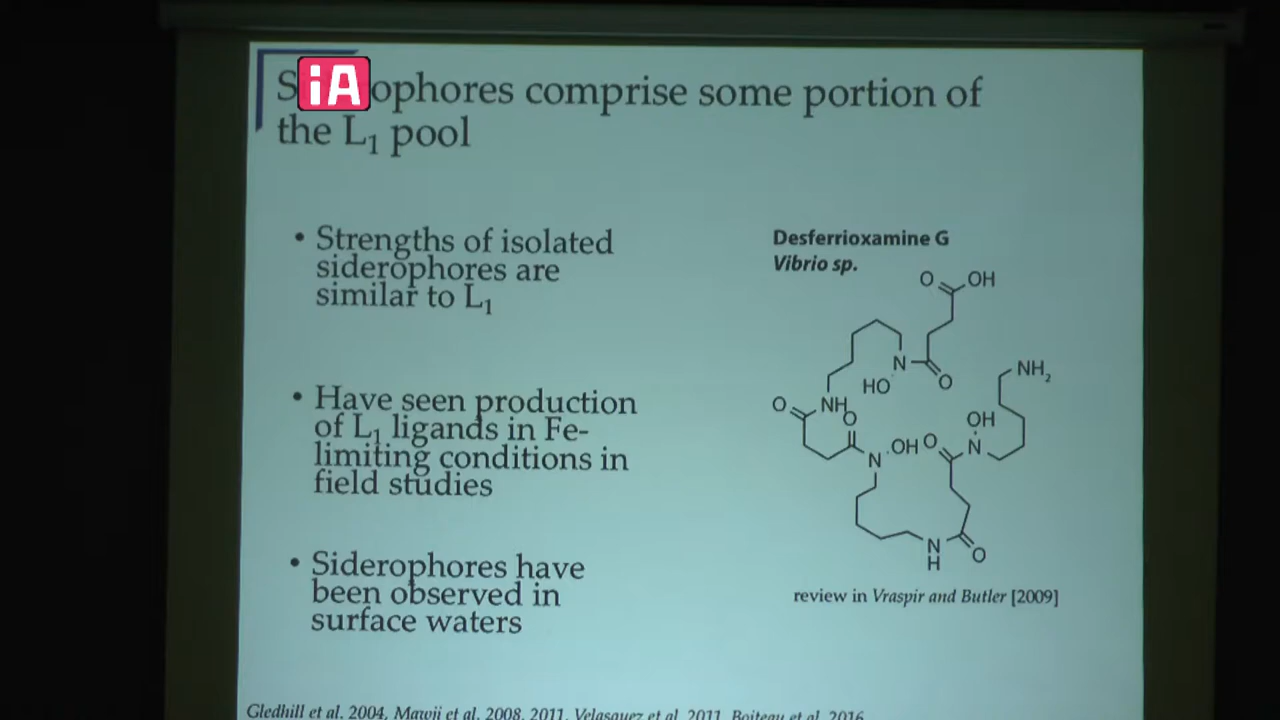 iA
ophores comprise some portion of
the L1 pool
• Strengths of isolated
siderophores are
similar to L1
• Have seen production
of L1 ligands in Fe-
limiting conditions in
field studies
• Siderophores have
been observed in
surface waters
Desferrioxamine G
Vibrio sp.
O OH
N
HO O
NH2
O NH
O
OH
OH O N
N
N
H O
review in Vraspir and Butler [2009]
Gledhill et al. 2004, Mawji et al. 2008, 2011, Velasquez et al. 2011, Boiteau et al. 2016